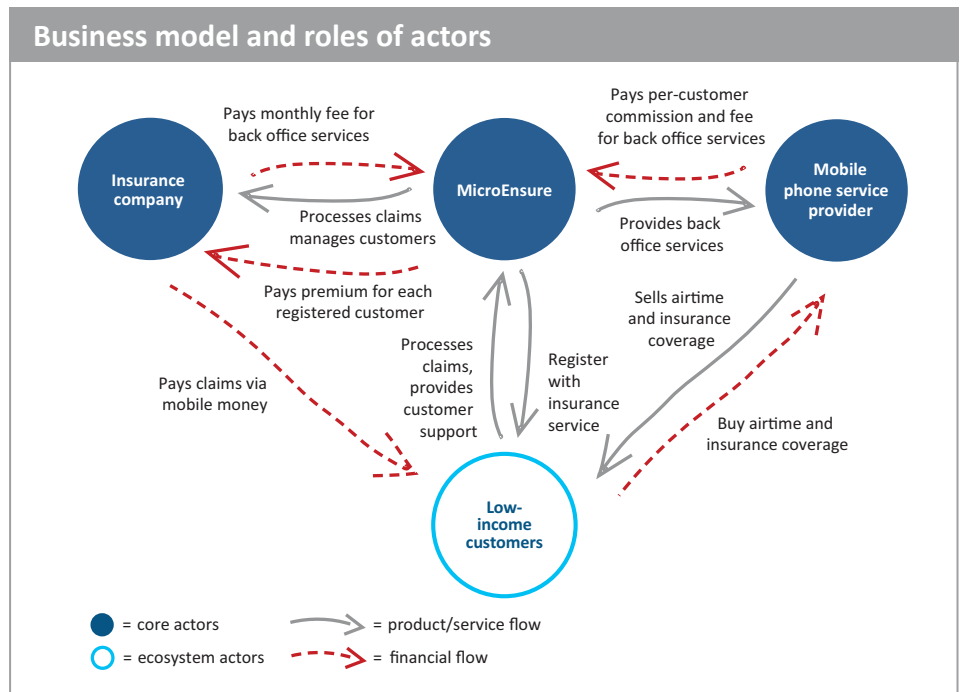 Business model and roles of actors
Pays monthly fee for
back office services
Pays per-customer
commission and fee
for back office services
Insurance
company
MicroEnsure
Mobile
phone service
provider
Processes claims
manages customers
Provides back
office services
Pays premium for each
registered customer
Sells airtime
and insurance
coverage
Processes
claims,
provides
customer
support
Register
with
insurance
service
Pays claims via
mobile money
Buy airtime and
insurance coverage
Low-
income
customers
= core actors
= product/service flow
= ecosystem actors
= financial flow